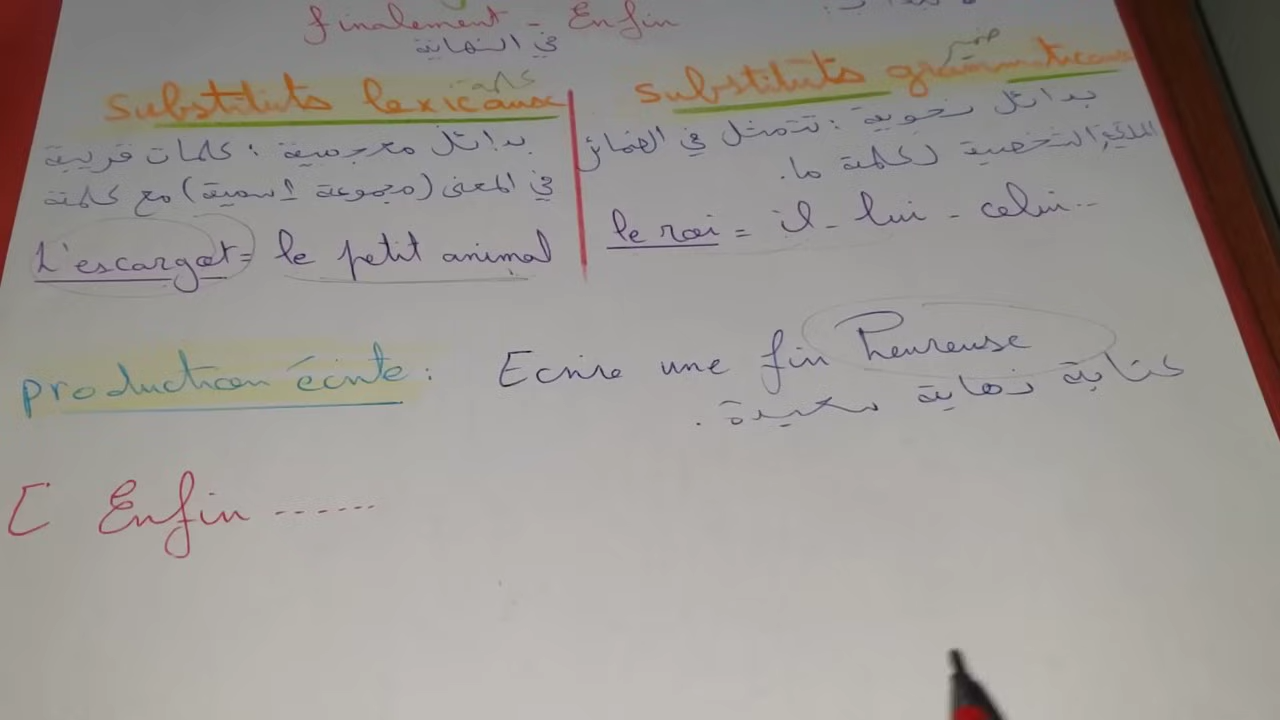 finalement - Enfin
في النهاية
كلمة
substituts lexicaux
بدائل معجمية : كلمات قريبة
في المعنى (مجموعة اسمية) مع كلمة
L'escargot = le petit animal
ضمير
substituts grammaticaux
بدائل نحوية : تتمثل في الضمائر
الشخصية لكلمة ما.
le roi = il - lui - celui...
production écrite : Ecrire une fin heureuse
كتابة نهاية سعيدة .
[ Enfin .......